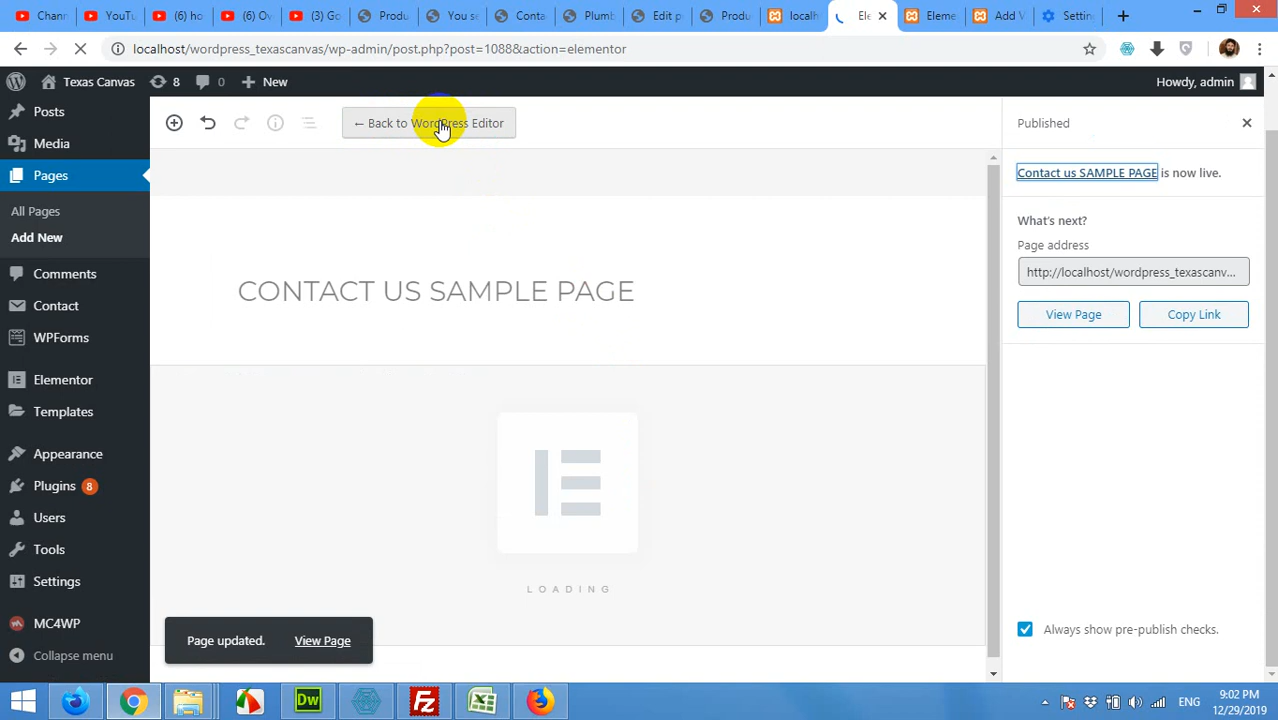 Chann
YouTu
(6) ho
(6) Ov
(3) Go
Produ
You se
Conta
Plumb
Edit p
Produ
localh
Ele
Eleme
Add V
Settin
localhost/wordpress_texascanvas/wp-admin/post.php?post=1088&action=elementor
Texas Canvas
8
0
New
Howdy, admin
Posts
Media
Pages
All Pages
Add New
Comments
Contact
WPForms
Elementor
Templates
Appearance
Plugins 8
Users
Tools
Settings
MC4WP
Collapse menu
← Back to WordPress Editor
CONTACT US SAMPLE PAGE
LOADING
Page updated. View Page
Published
Contact us SAMPLE PAGE is now live.
What's next?
Page address
http://localhost/wordpress_texascanv...
View Page
Copy Link
Always show pre-publish checks.
Dw
ENG
9:02 PM
12/29/2019